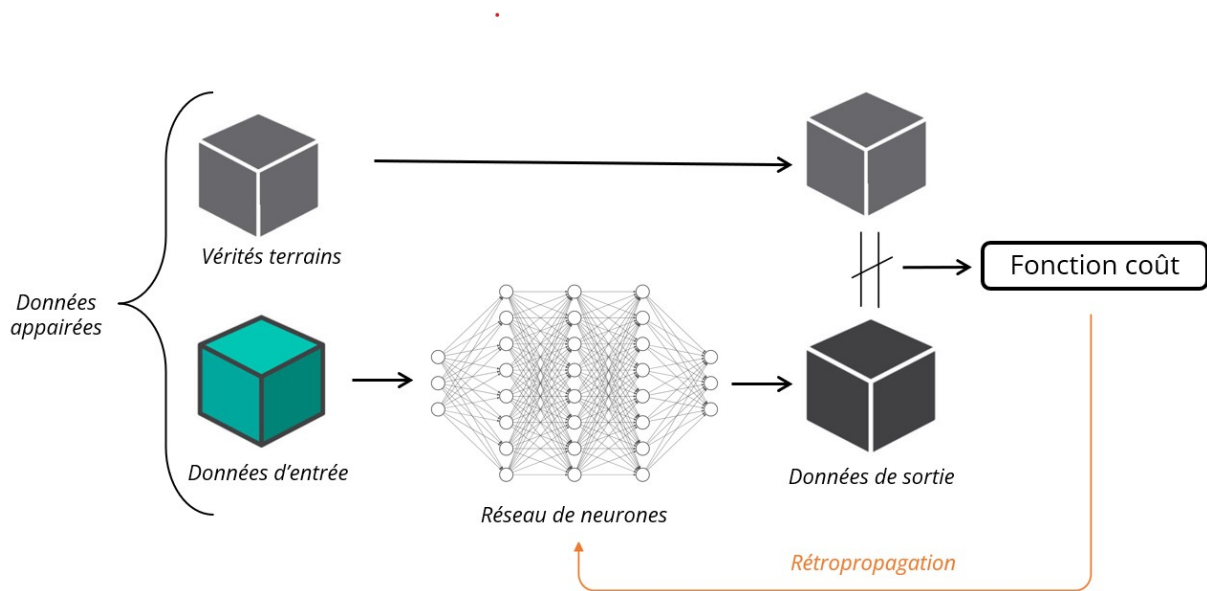 Vérités terrains
Données
appairées
Fonction coût
Données d'entrée
Réseau de neurones
Données de sortie
Rétropropagation